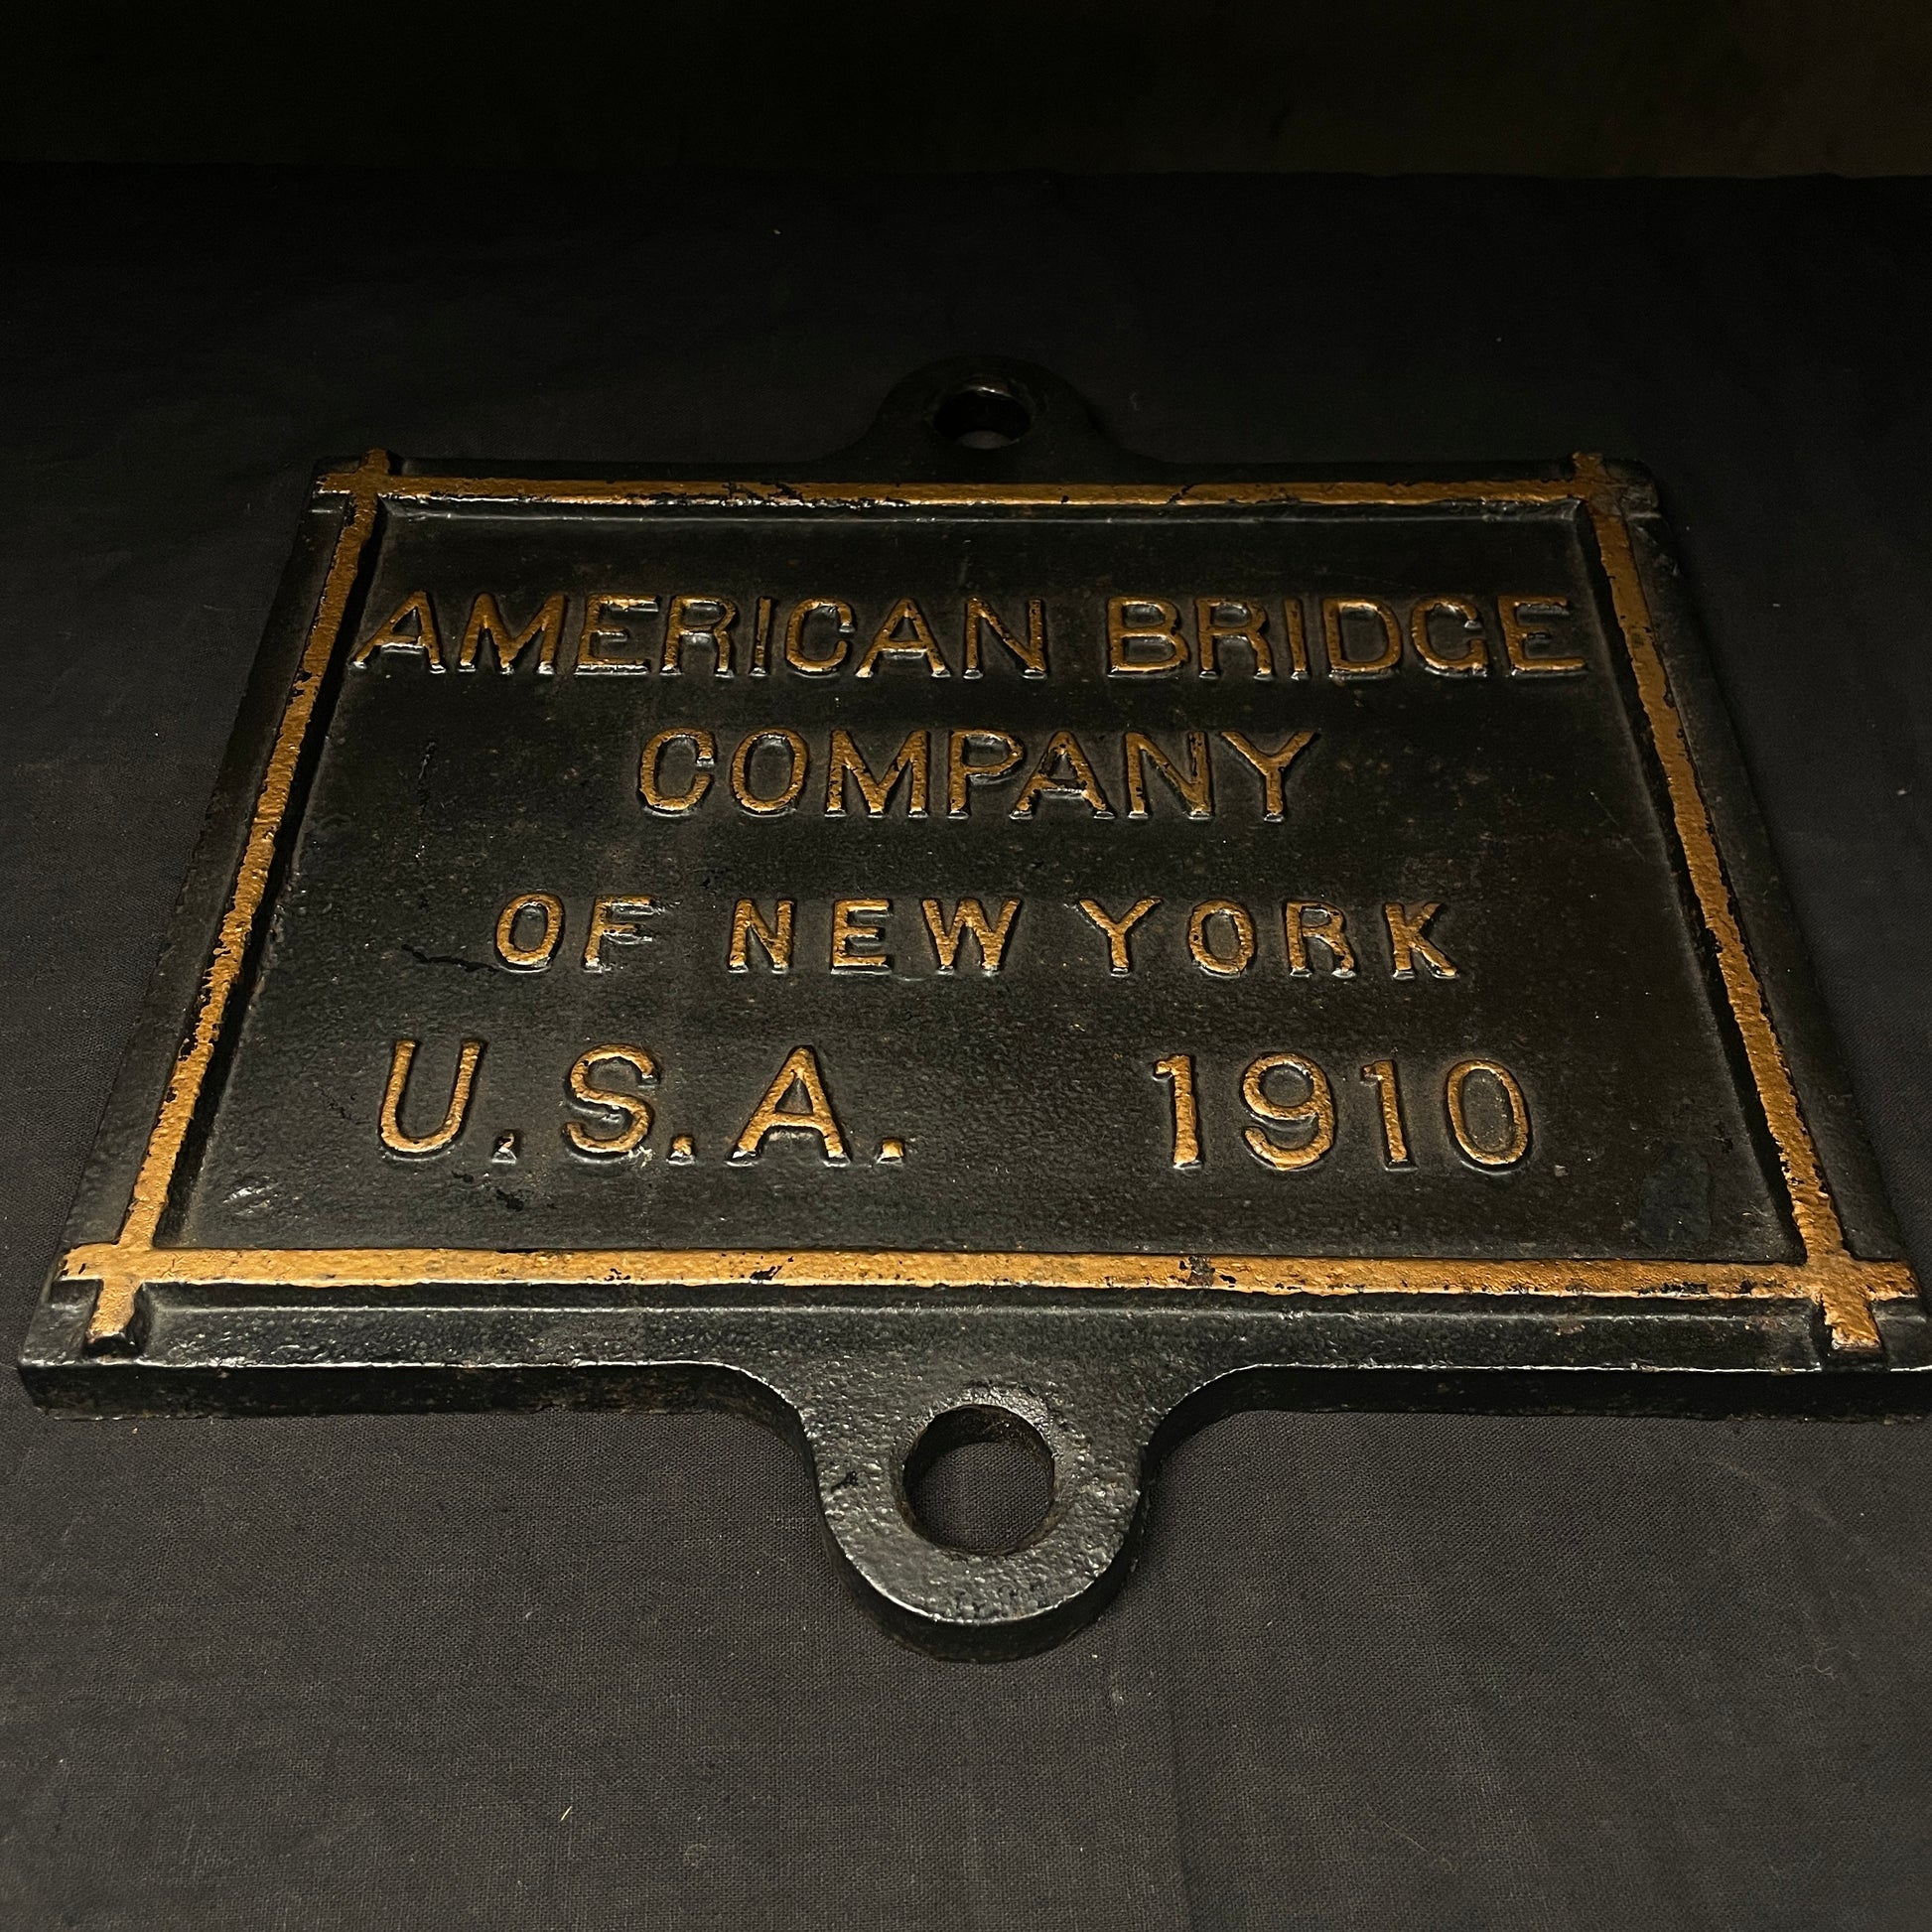 AMERICAN BRIDGE
COMPANY
OF NEW YORK
U.S.A. 1910